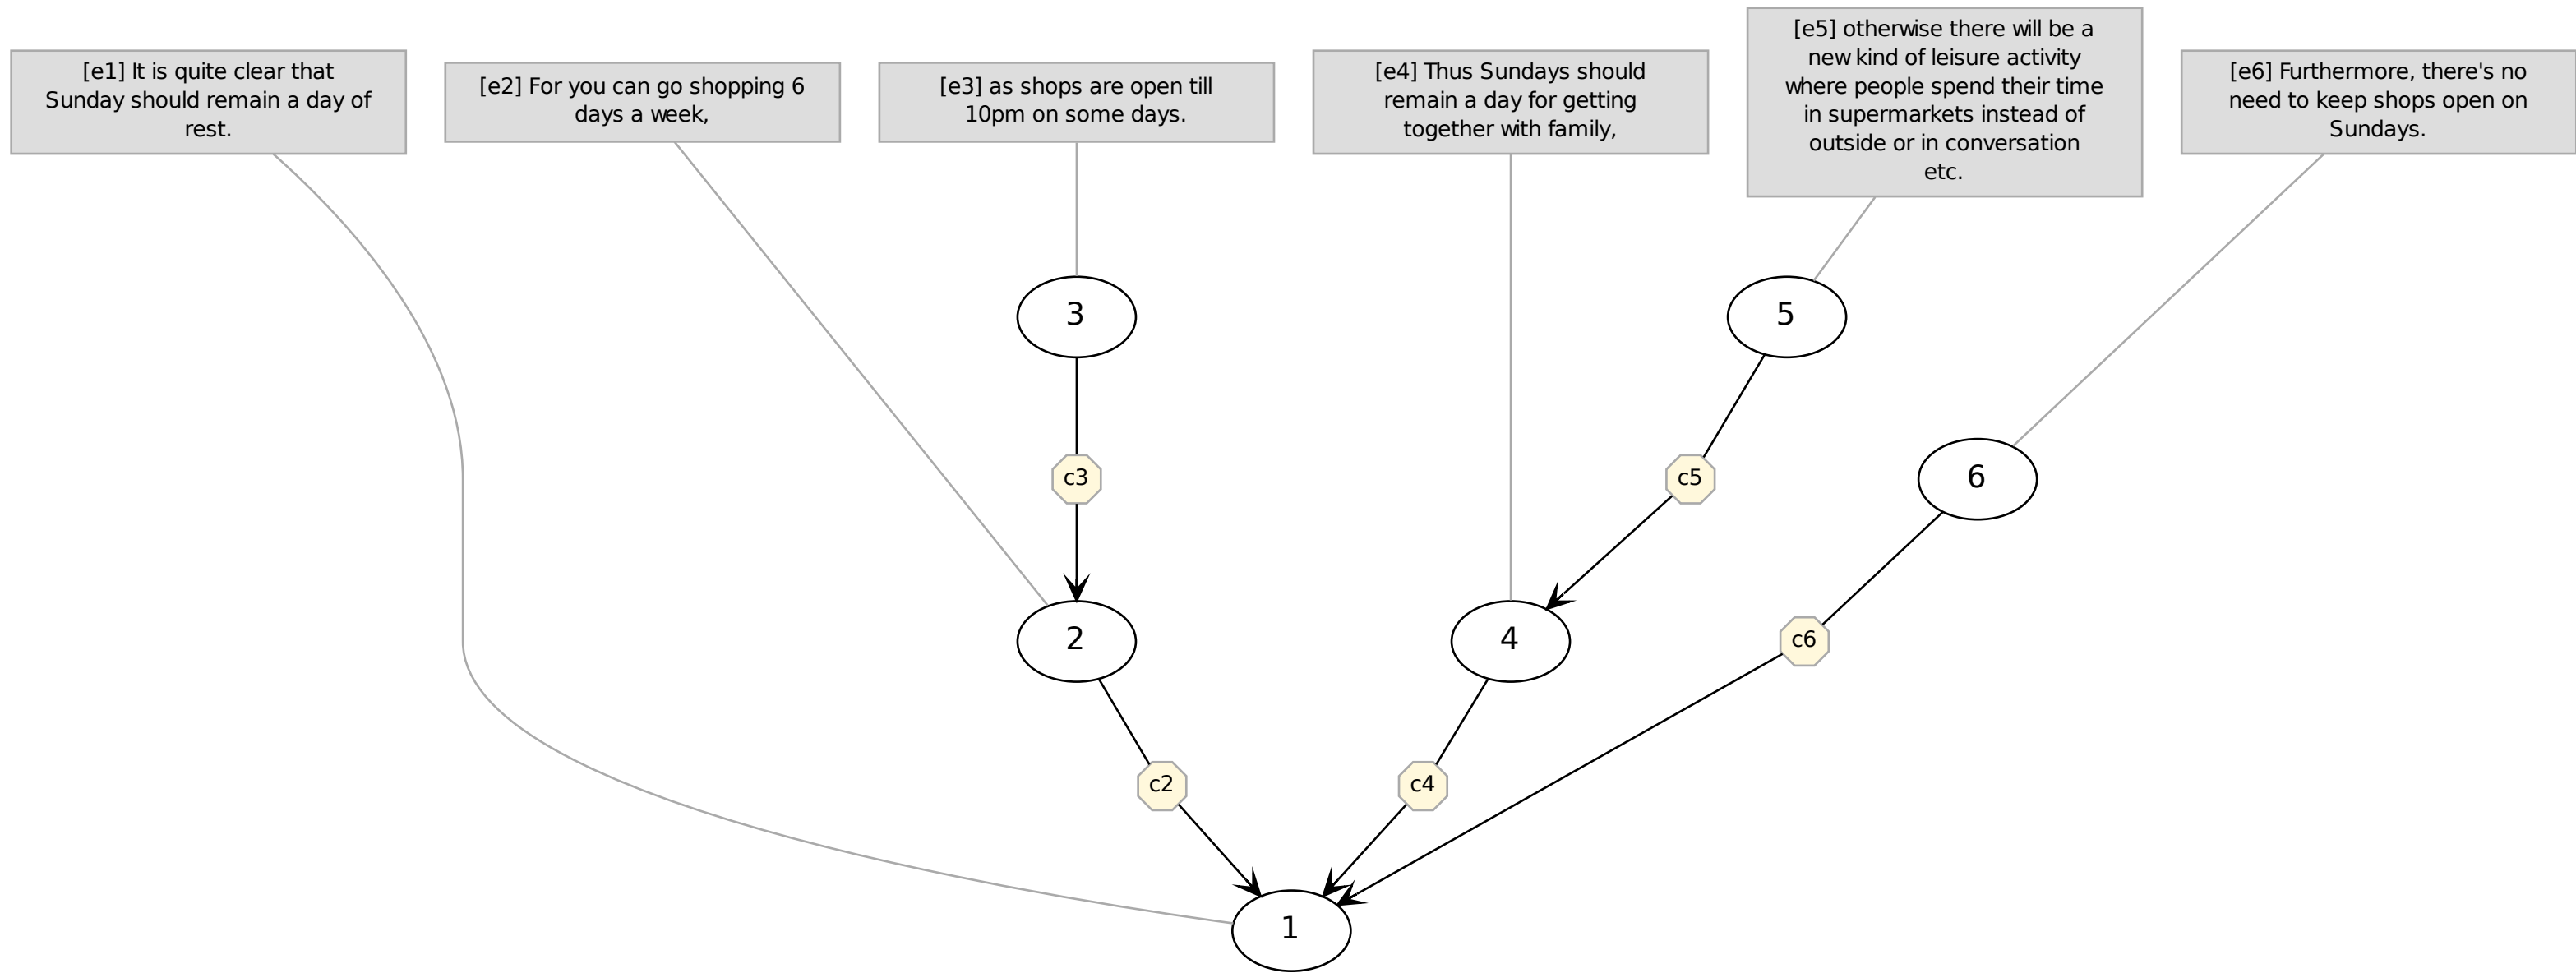 [e1] It is quite clear that
Sunday should remain a day of
rest.
[e2] For you can go shopping 6
days a week,
[e3] as shops are open till
10pm on some days.
[e4] Thus Sundays should
remain a day for getting
together with family,
[e5] otherwise there will be a
new kind of leisure activity
where people spend their time
in supermarkets instead of
outside or in conversation
etc.
[e6] Furthermore, there's no
need to keep shops open on
Sundays.
3
5
c3
c5
6
2
4
c6
c2
c4
1